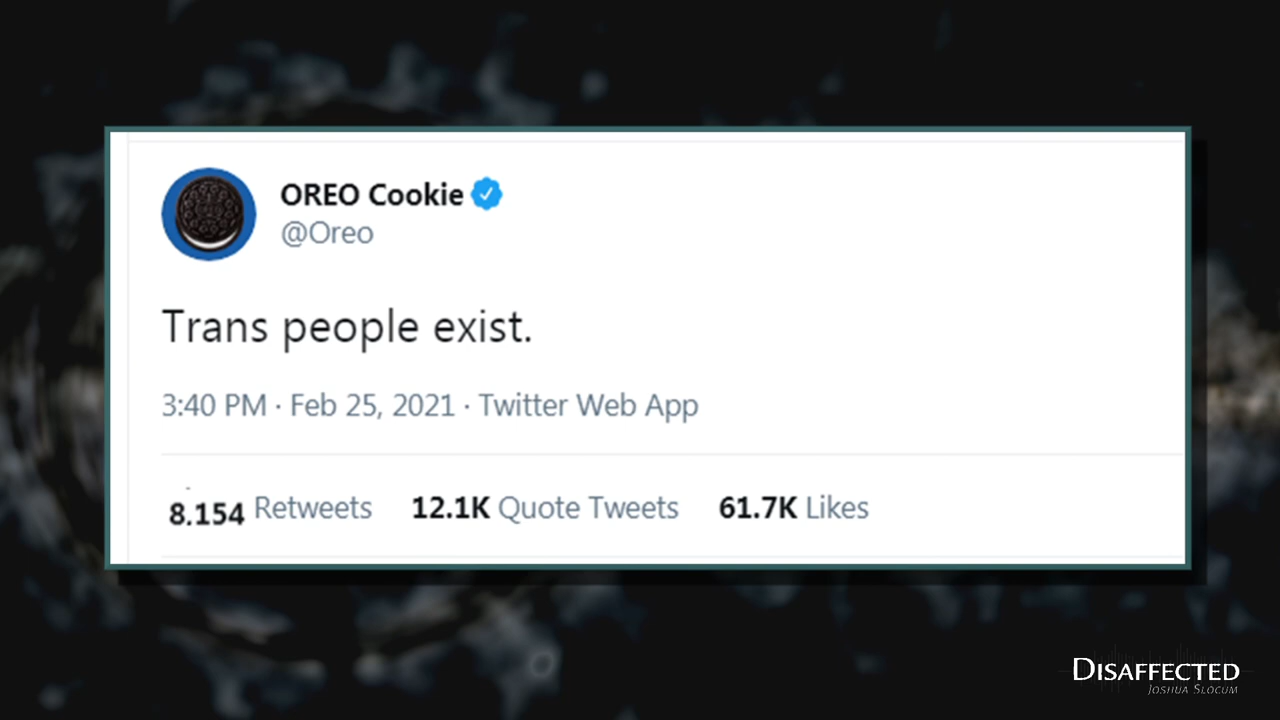 OREO Cookie
@Oreo
Trans people exist.
3:40 PM · Feb 25, 2021 · Twitter Web App
8.154 Retweets 12.1K Quote Tweets 61.7K Likes
DISAFFECTED
JOSHUA SLOCUM